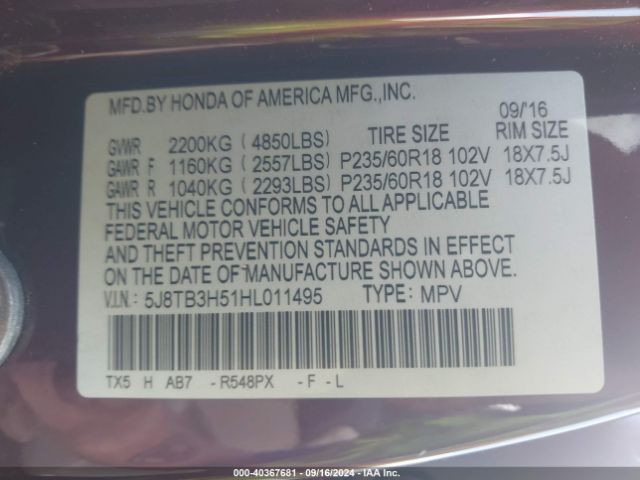 MFD.BY HONDA OF AMERICA MFG.,INC.
09/'16
GVWR 2200KG ( 4850LBS) TIRE SIZE RIM SIZE
GAWR F 1160KG ( 2557LBS) P235/60R18 102V 18X7.5J
GAWR R 1040KG ( 2293LBS) P235/60R18 102V 18X7.5J
THIS VEHICLE CONFORMS TO ALL APPLICABLE
FEDERAL MOTOR VEHICLE SAFETY
AND THEFT PREVENTION STANDARDS IN EFFECT
ON THE DATE OF MANUFACTURE SHOWN ABOVE.
V.I.N.: 5J8TB3H51HL011495 TYPE: MPV
TX5 H AB7 -R548PX -F-L
© Copyright - 40367681 - 09/16/2024 - IAA Inc.